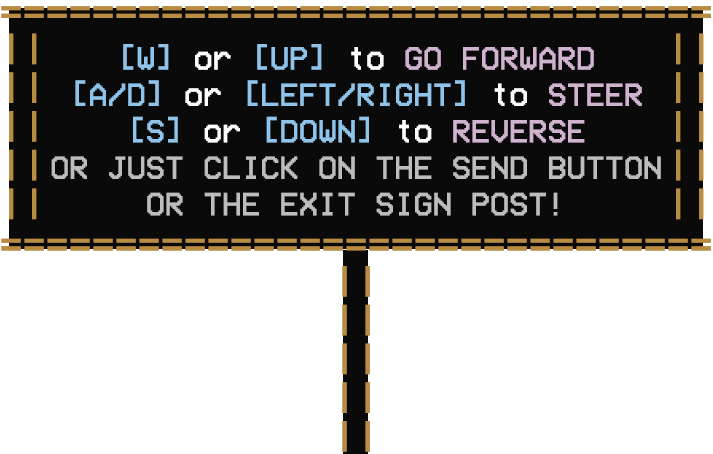 [W] or [UP] to GO FORWARD
[A/D] or [LEFT/RIGHT] to STEER
[S] or [DOWN] to REVERSE
OR JUST CLICK ON THE SEND BUTTON
OR THE EXIT SIGN POST!